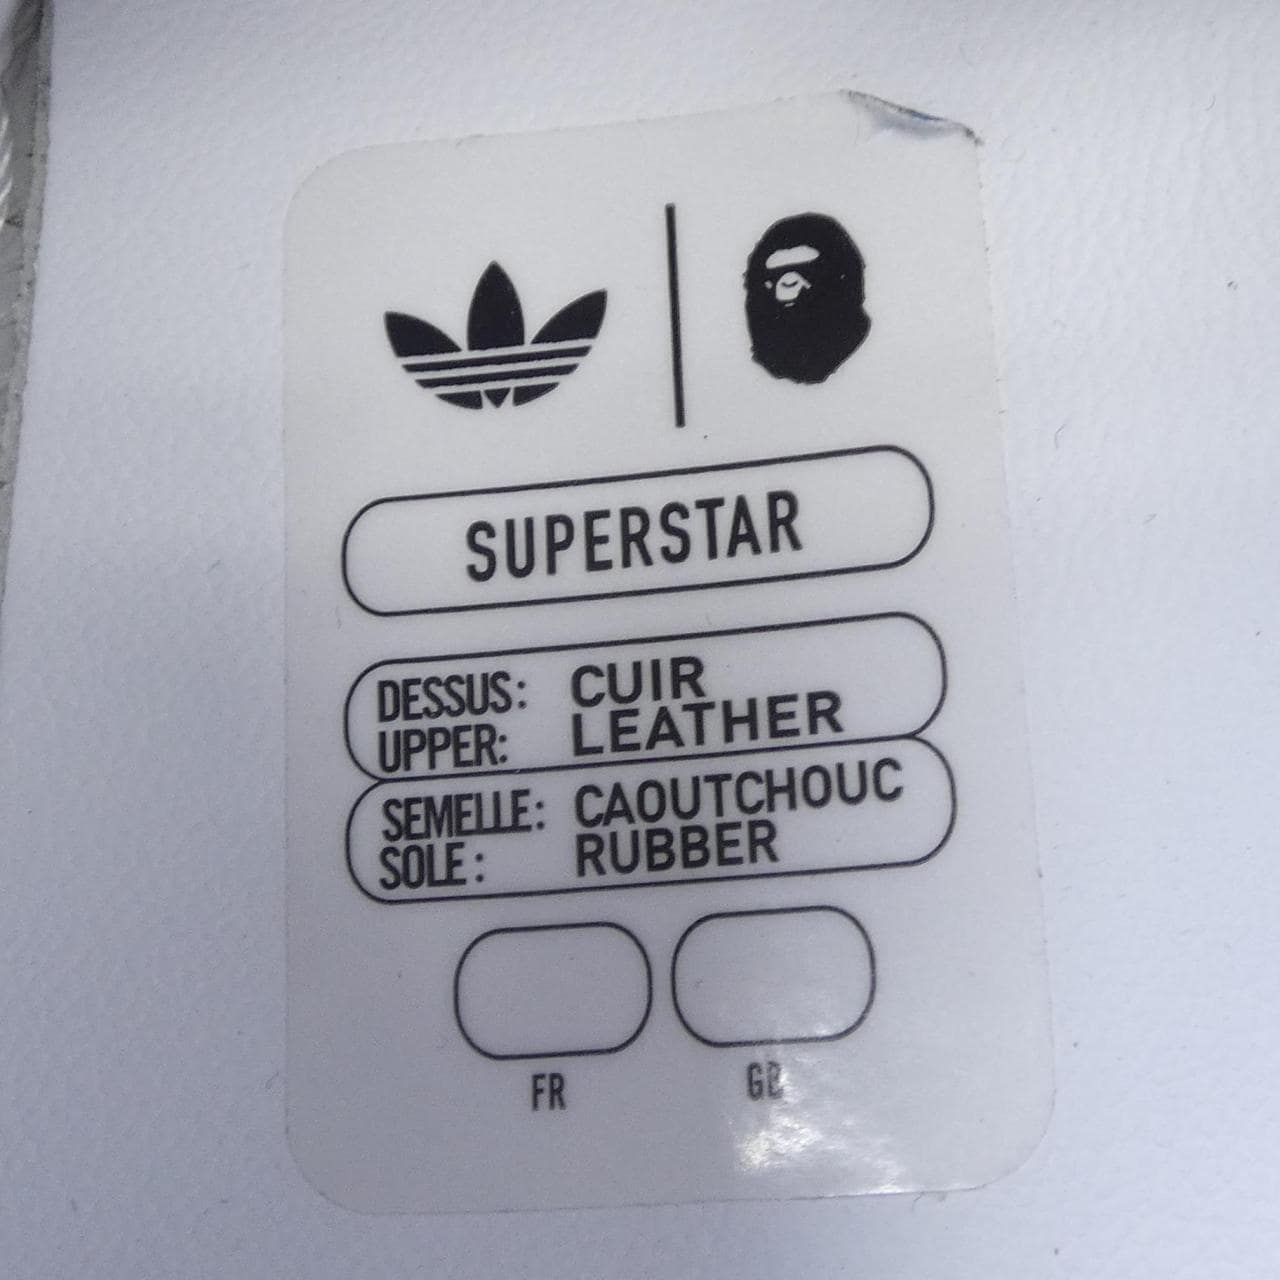 SUPERSTAR
DESSUS: CUIR
UPPER: LEATHER
SEMELLE: CAOUTCHOUC
SOLE: RUBBER
FR GB